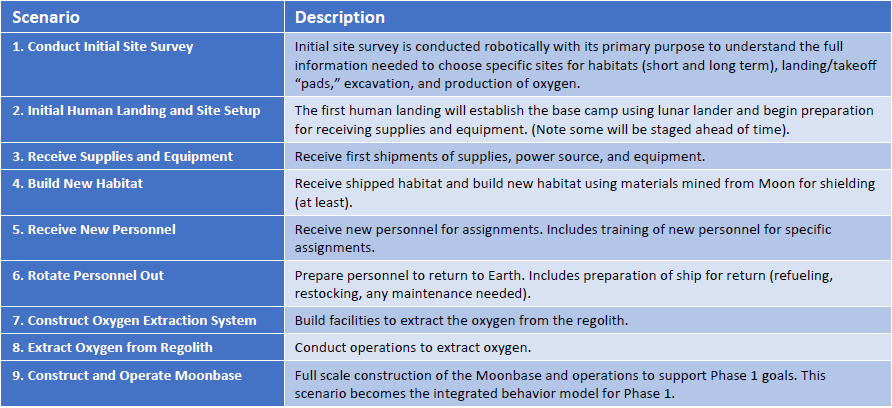 Scenario
Description
1. Conduct Initial Site Survey
Initial site survey is conducted robotically with its primary purpose to understand the full
information needed to choose specific sites for habitats (short and long term), landing/takeoff
“pads,” excavation, and production of oxygen.
2. Initial Human Landing and Site Setup
The first human landing will establish the base camp using lunar lander and begin preparation
for receiving supplies and equipment. (Note some will be staged ahead of time).
3. Receive Supplies and Equipment
Receive first shipments of supplies, power source, and equipment.
4. Build New Habitat
Receive shipped habitat and build new habitat using materials mined from Moon for shielding
(at least).
5. Receive New Personnel
Receive new personnel for assignments. Includes training of new personnel for specific
assignments.
6. Rotate Personnel Out
Prepare personnel to return to Earth. Includes preparation of ship for return (refueling,
restocking, any maintenance needed).
7. Construct Oxygen Extraction System
Build facilities to extract the oxygen from the regolith.
8. Extract Oxygen from Regolith
Conduct operations to extract oxygen.
9. Construct and Operate Moonbase
Full scale construction of the Moonbase and operations to support Phase 1 goals. This
scenario becomes the integrated behavior model for Phase 1.